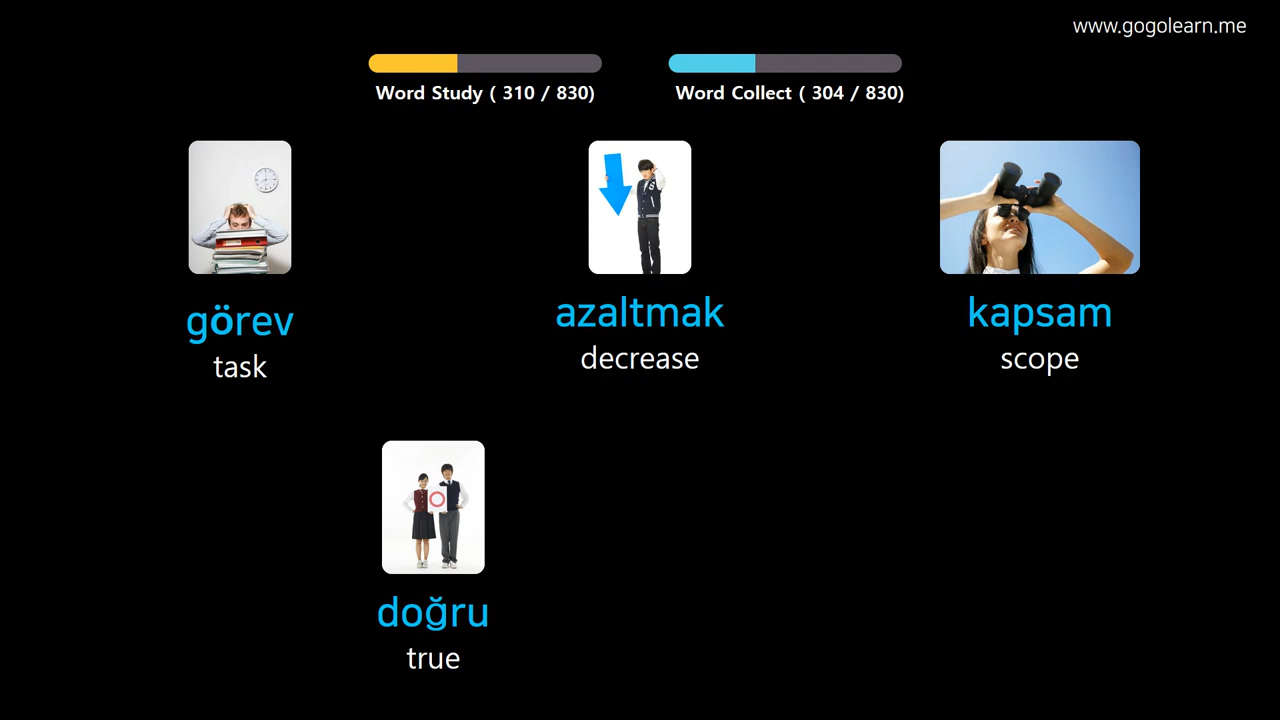 www.gogolearn.me
Word Study ( 310 / 830)
Word Collect ( 304 / 830)
görev
task
azaltmak
decrease
kapsam
scope
doğru
true